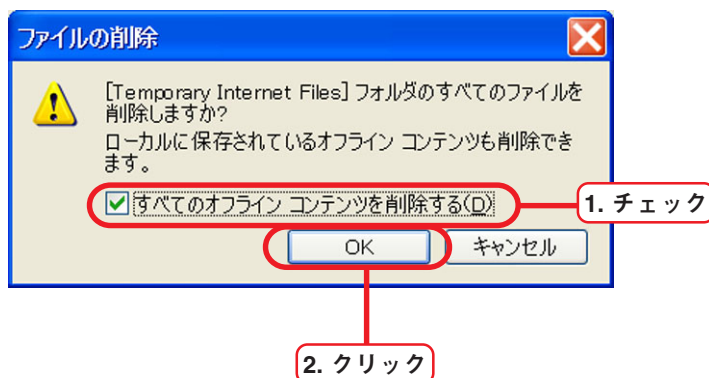 ファイルの削除
[Temporary Internet Files] フォルダのすべてのファイルを
削除しますか?
ローカルに保存されているオフライン コンテンツも削除でき
ます。
すべてのオフライン コンテンツを削除する(D)
1. チェック
OK
キャンセル
2. クリック